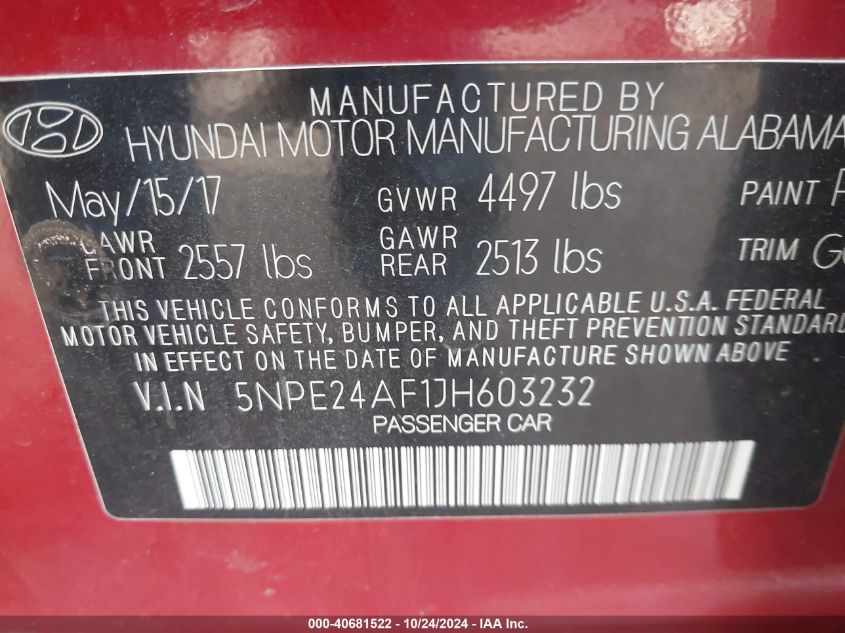 MANUFACTURED BY
HYUNDAI MOTOR MANUFACTURING ALABAMA
May/15/17 GVWR 4497 lbs PAINT
GAWR FRONT 2557 lbs GAWR REAR 2513 lbs TRIM
THIS VEHICLE CONFORMS TO ALL APPLICABLE U.S.A. FEDERAL
MOTOR VEHICLE SAFETY, BUMPER, AND THEFT PREVENTION STANDARD
IN EFFECT ON THE DATE OF MANUFACTURE SHOWN ABOVE
V.I.N 5NPE24AF1JH603232
PASSENGER CAR
000-40681522 - 10/24/2024 - IAA Inc.